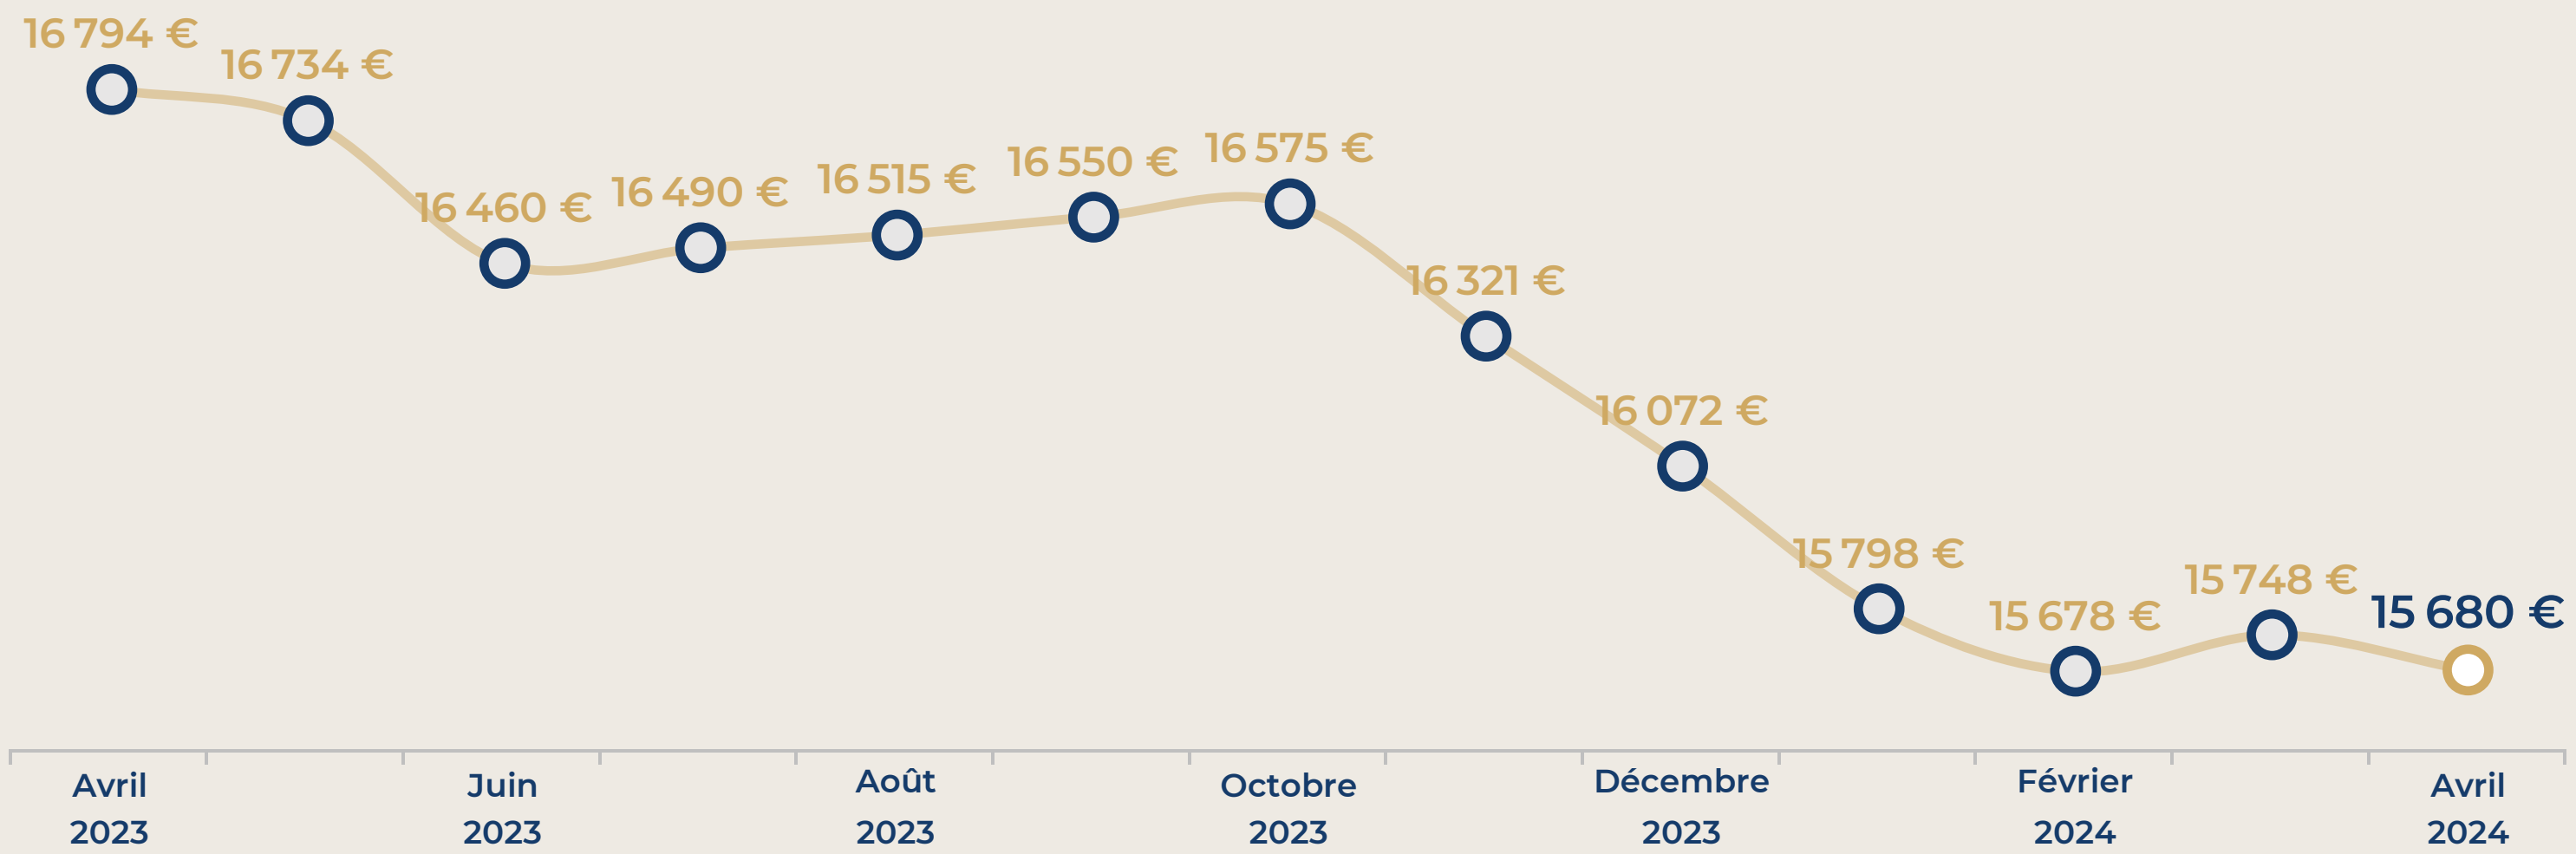 16 794 €
16 734 €
16 460 €
16 490 €
16 515 €
16 550 €
16 575 €
16 321 €
16 072 €
15 798 €
15 678 €
15 748 €
15 680 €
Avril
2023
Juin
2023
Août
2023
Octobre
2023
Décembre
2023
Février
2024
Avril
2024